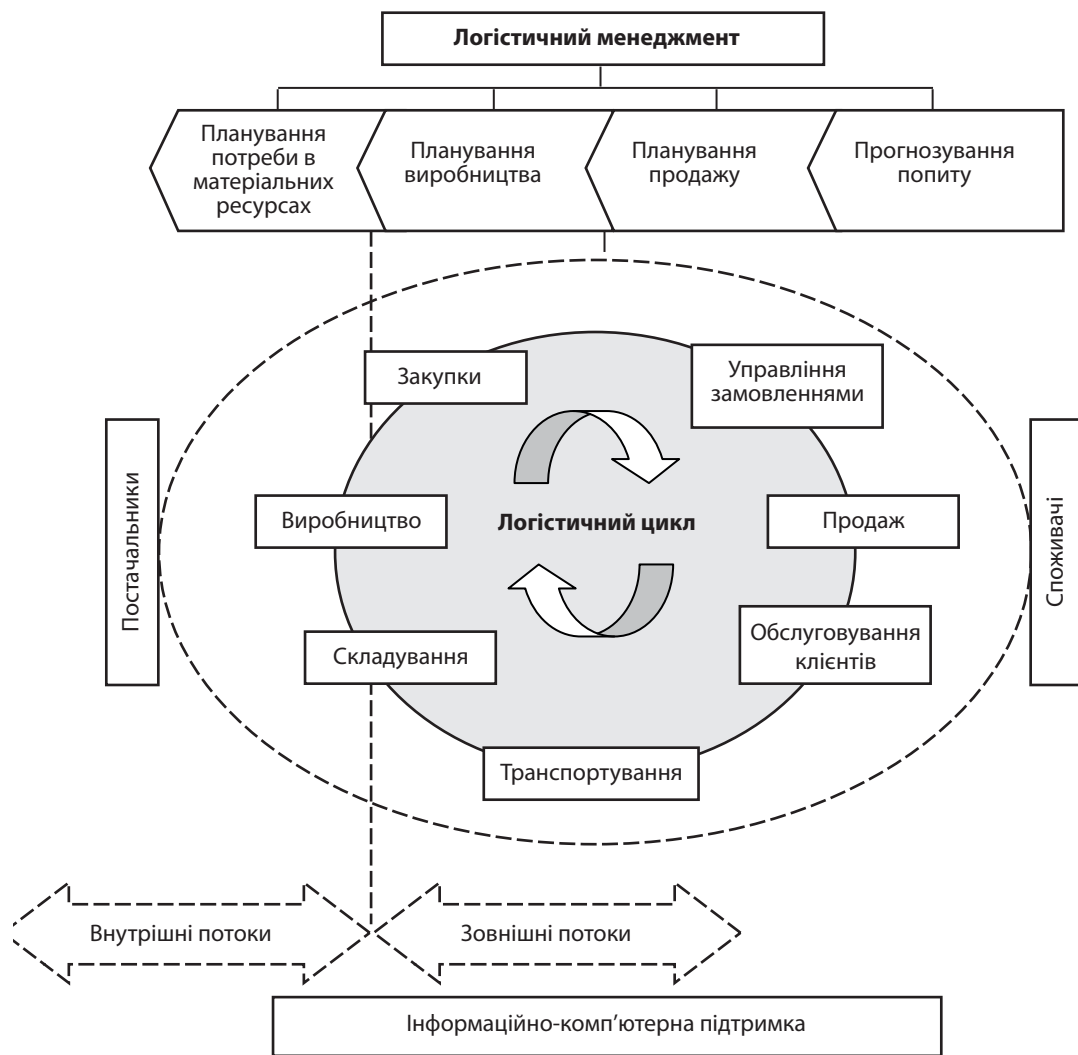 Логістичний менеджмент
Планування
потреби в
матеріальних
ресурсах
Планування
виробництва
Планування
продажу
Прогнозування
попиту
Закупки
Управління
замовленнями
Постачальники
Виробництво
Логістичний цикл
Продаж
Споживачі
Складування
Обслуговування
клієнтів
Транспортування
Внутрішні потоки
Зовнішні потоки
Інформаційно-комп’ютерна підтримка